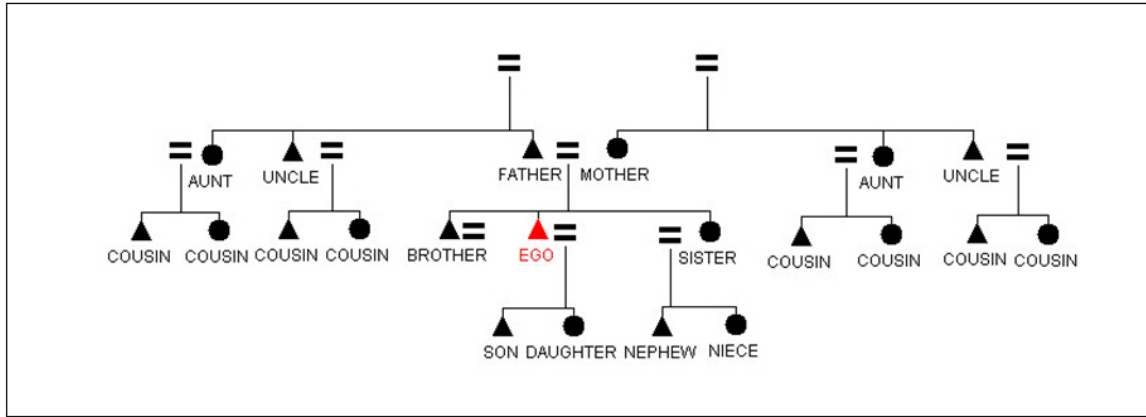 AUNT UNCLE FATHER MOTHER AUNT UNCLE
COUSIN COUSIN COUSIN COUSIN BROTHER EGO SISTER COUSIN COUSIN COUSIN COUSIN
SON DAUGHTER NEPHEW NIECE